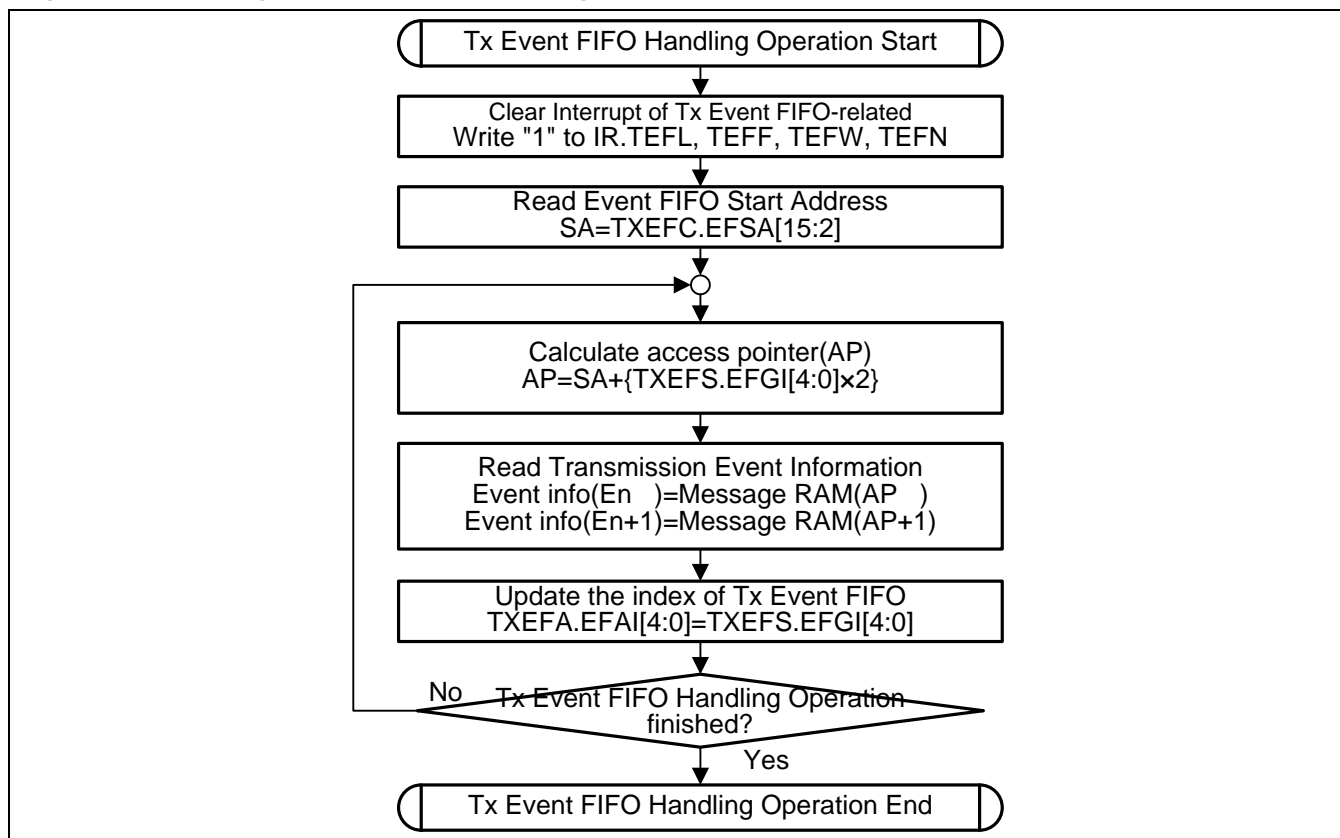 Tx Event FIFO Handling Operation Start
Clear Interrupt of Tx Event FIFO-related
Write "1" to IR.TEFL, TEFF, TEFW, TEFN
Read Event FIFO Start Address
SA=TXEFC.EFSA[15:2]
Calculate access pointer(AP)
AP=SA+{TXEFS.EFGI[4:0]×2}
Read Transmission Event Information
Event info(En   )=Message RAM(AP   )
Event info(En+1)=Message RAM(AP+1)
Update the index of Tx Event FIFO
TXEFA.EFAI[4:0]=TXEFS.EFGI[4:0]
No
Tx Event FIFO Handling Operation
finished?
Yes
Tx Event FIFO Handling Operation End